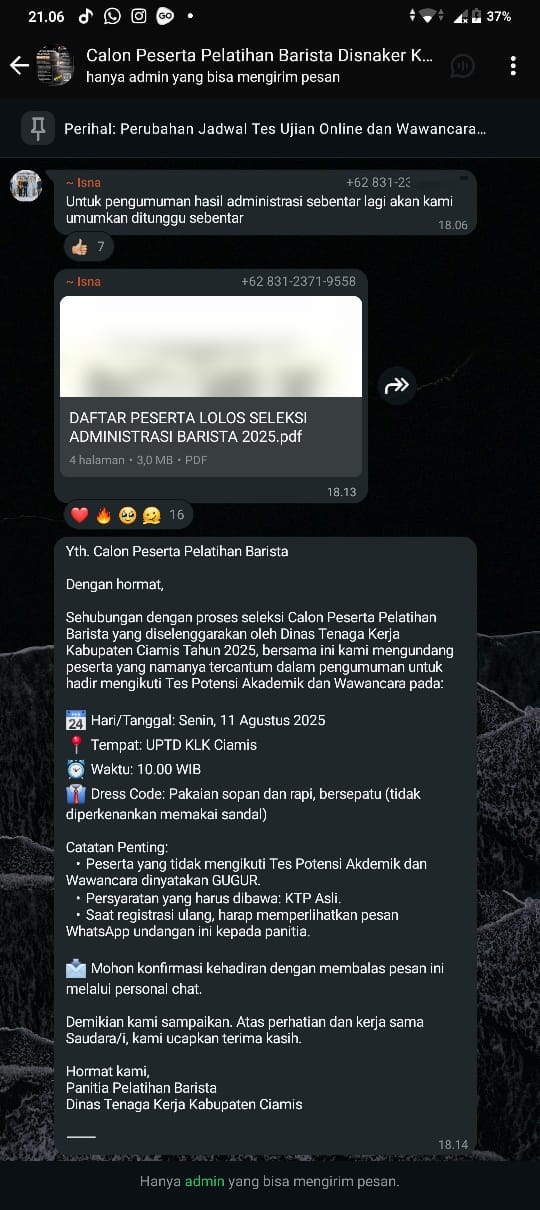 21.06
GO
37%
Calon Peserta Pelatihan Barista Disnaker K...
hanya admin yang bisa mengirim pesan
Perihal: Perubahan Jadwal Tes Ujian Online dan Wawancara...
~ Isna +62 831-23
Untuk pengumuman hasil administrasi sebentar lagi akan kami
umumkan ditunggu sebentar
18.06
7
~ Isna +62 831-2371-9558
DAFTAR PESERTA LOLOS SELEKSI
ADMINISTRASI BARISTA 2025.pdf
4 halaman • 3,0 MB • PDF
18.13
16
Yth. Calon Peserta Pelatihan Barista
Dengan hormat,
Sehubungan dengan proses seleksi Calon Peserta Pelatihan
Barista yang diselenggarakan oleh Dinas Tenaga Kerja
Kabupaten Ciamis Tahun 2025, bersama ini kami mengundang
peserta yang namanya tercantum dalam pengumuman untuk
hadir mengikuti Tes Potensi Akademik dan Wawancara pada:
24 Hari/Tanggal: Senin, 11 Agustus 2025
Tempat: UPTD KLK Ciamis
Waktu: 10.00 WIB
Dress Code: Pakaian sopan dan rapi, bersepatu (tidak
diperkenankan memakai sandal)
Catatan Penting:
• Peserta yang tidak mengikuti Tes Potensi Akdemik dan
Wawancara dinyatakan GUGUR.
• Persyaratan yang harus dibawa: KTP Asli.
• Saat registrasi ulang, harap memperlihatkan pesan
WhatsApp undangan ini kepada panitia.
Mohon konfirmasi kehadiran dengan membalas pesan ini
melalui personal chat.
Demikian kami sampaikan. Atas perhatian dan kerja sama
Saudara/i, kami ucapkan terima kasih.
Hormat kami,
Panitia Pelatihan Barista
Dinas Tenaga Kerja Kabupaten Ciamis
18.14
Hanya admin yang bisa mengirim pesan.